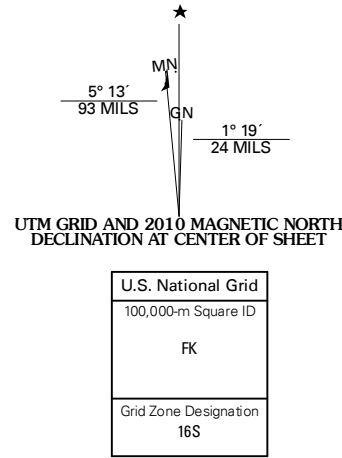 ★
MN
5° 13´
93 MILS
GN
1° 19´
24 MILS
UTM GRID AND 2010 MAGNETIC NORTH
DECLINATION AT CENTER OF SHEET
U.S. National Grid
100,000-m Square ID
FK
Grid Zone Designation
16S